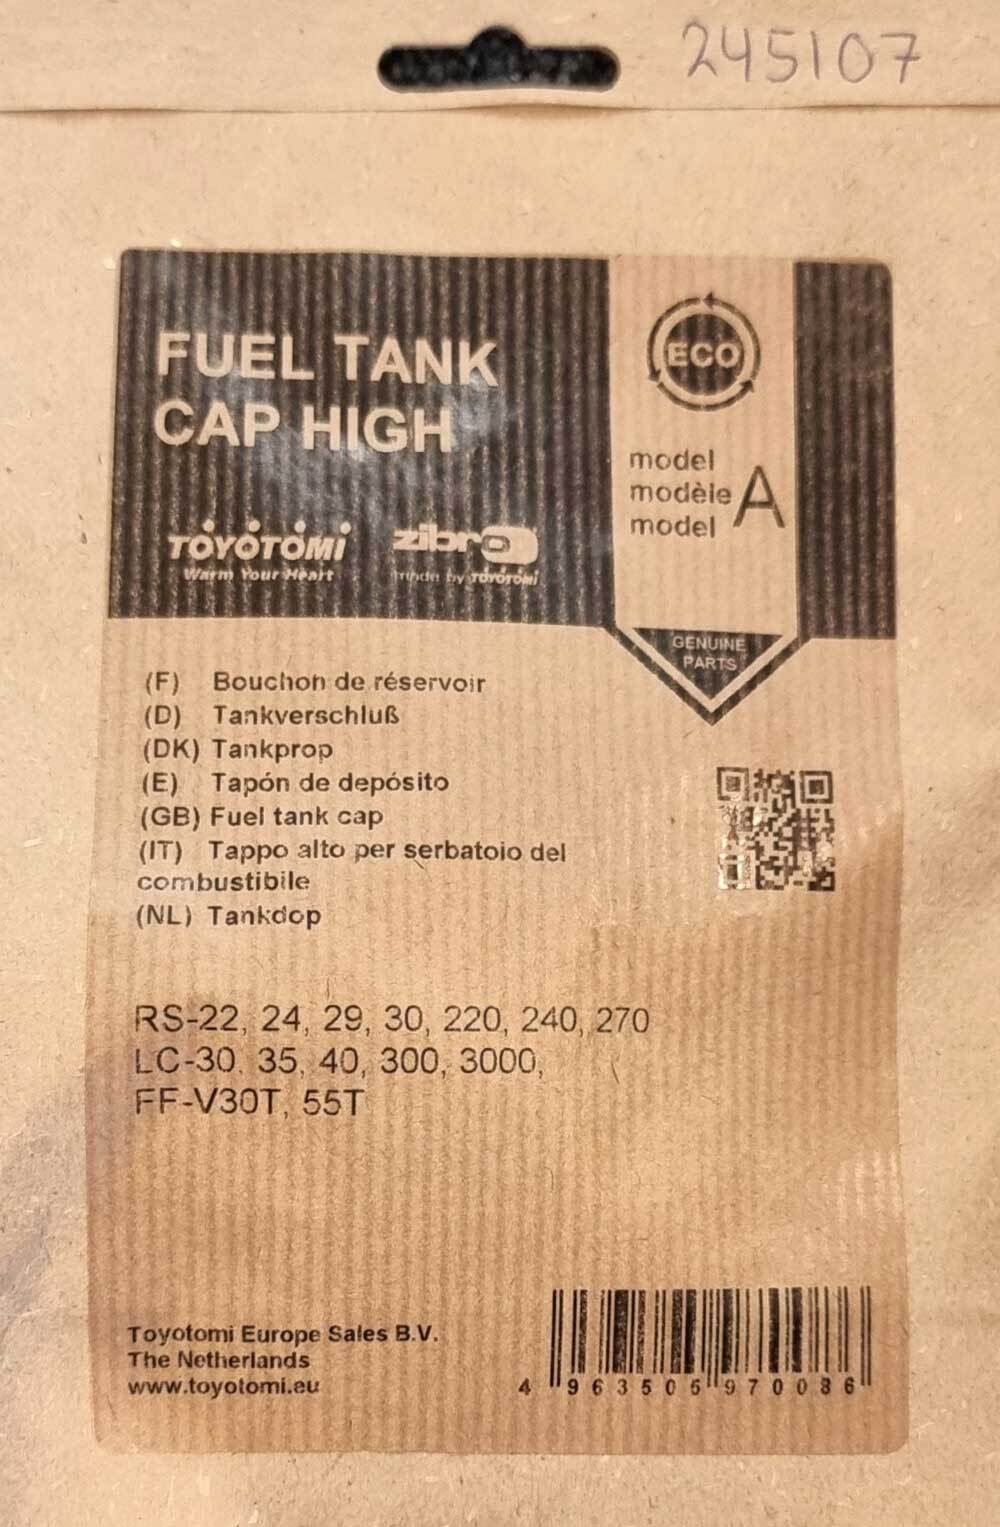 245107
FUEL TANK
CAP HIGH
ECO
model
modèle A
model
TOYOTOMI
Warm Your Heart
zibro
made by TOYOTOMI
GENUINE
PARTS
(F) Bouchon de réservoir
(D) Tankverschluß
(DK) Tankprop
(E) Tapón de depósito
(GB) Fuel tank cap
(IT) Tappo alto per serbatoio del
combustibile
(NL) Tankdop
RS-22, 24, 29, 30, 220, 240, 270
LC-30, 35, 40, 300, 3000,
FF-V30T, 55T
Toyotomi Europe Sales B.V.
The Netherlands
www.toyotomi.eu
4 963505 970086